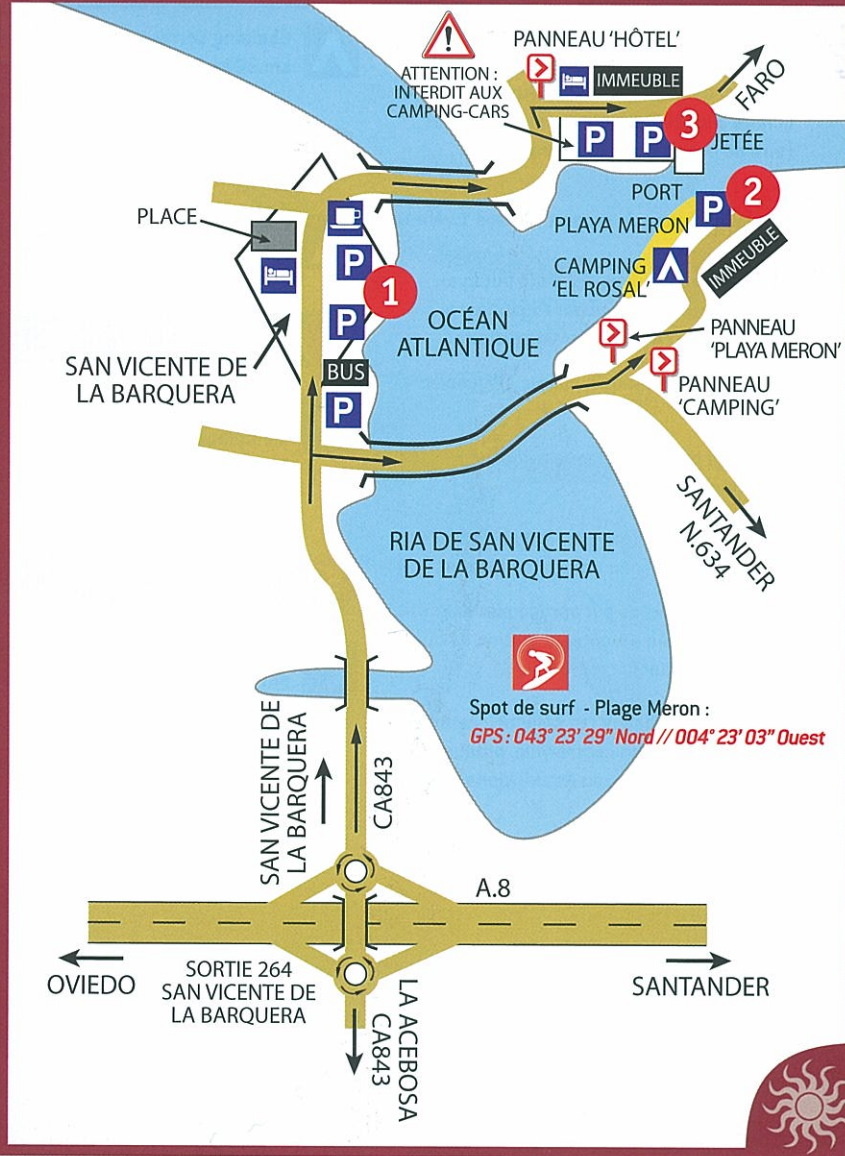 PANNEAU 'HÔTEL'
ATTENTION :
INTERDIT AUX
CAMPING-CARS
IMMEUBLE
FARO
P
P
3
JETÉE
PORT
PLACE
P
2
PLAYA MERON
CAMPING
'EL ROSAL'
IMMEUBLE
P
1
P
OCÉAN
ATLANTIQUE
PANNEAU
'PLAYA MERON'
SAN VICENTE DE
LA BARQUERA
BUS
P
PANNEAU
'CAMPING'
SANTANDER
N.634
RIA DE SAN VICENTE
DE LA BARQUERA
Spot de surf - Plage Meron :
GPS : 043° 23' 29" Nord // 004° 23' 03" Ouest
SAN VICENTE DE
LA BARQUERA
CA843
A.8
OVIEDO
SORTIE 264
SAN VICENTE DE
LA BARQUERA
SANTANDER
LA ACEBOSA
CA843